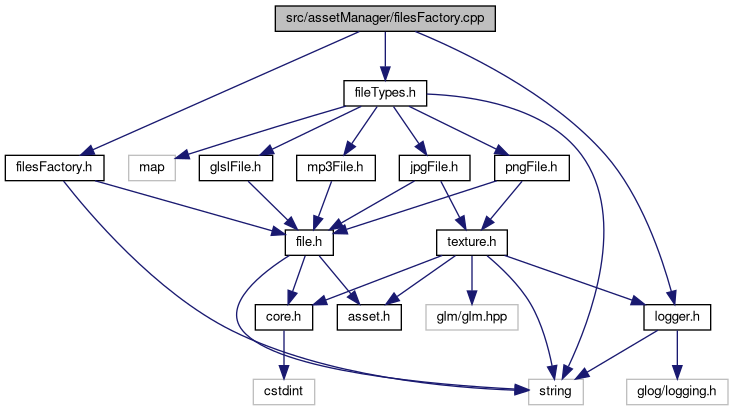 src/assetManager/filesFactory.cpp
fileTypes.h
filesFactory.h
map
glslFile.h
mp3File.h
jpgFile.h
pngFile.h
file.h
texture.h
core.h
asset.h
glm/glm.hpp
logger.h
cstdint
string
glog/logging.h